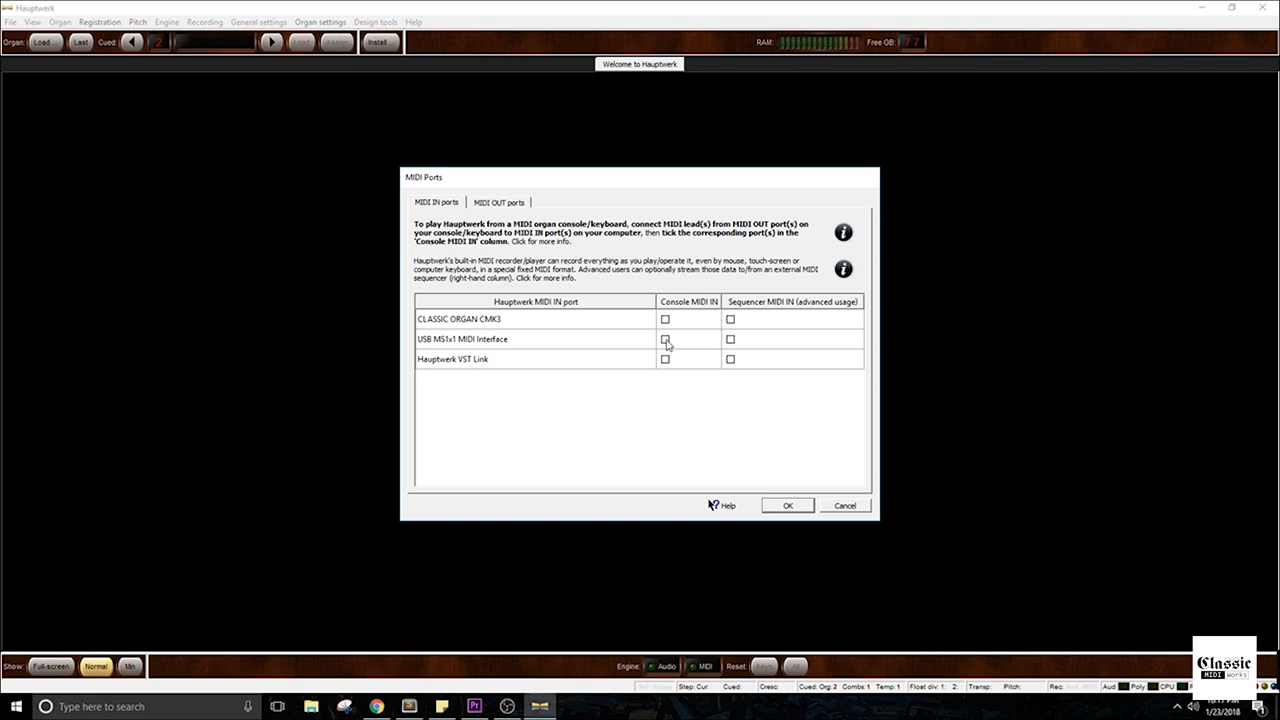 Hauptwerk
File View Organ Registration Pitch Engine Recording General settings Organ settings Design tools Help
Organ: Load... Last Cued: 2 Install... RAM: Free GB: 7.7
Welcome to Hauptwerk
MIDI Ports
MIDI IN ports MIDI OUT ports
To play Hauptwerk from a MIDI organ console/keyboard, connect MIDI lead(s) from MIDI OUT port(s) on
your console/keyboard to MIDI IN port(s) on your computer, then tick the corresponding port(s) in the
'Console MIDI IN' column. Click for more info.
Hauptwerk's built-in MIDI recorder/player can record everything as you play/operate it, even by mouse, touch-screen or
computer keyboard, in a special fixed MIDI format. Advanced users can optionally stream those data to/from an external MIDI
sequencer (right-hand column). Click for more info.
Hauptwerk MIDI IN port Console MIDI IN Sequencer MIDI IN (advanced usage)
CLASSIC ORGAN CMK3
USB MS1x1 MIDI Interface
Hauptwerk VST Link
Help OK Cancel
Show: Full-screen Normal Min Engine: Audio MIDI Reset:
Classic
MIDI Works
Step: Cur: Cued: Cresc: Cued: Org: 2 Combs: 1 Temp: 1 Float div: 1: 2: Transp: Pitch: Rec: Aud: Poly CPU
Type here to search
1/23/2018